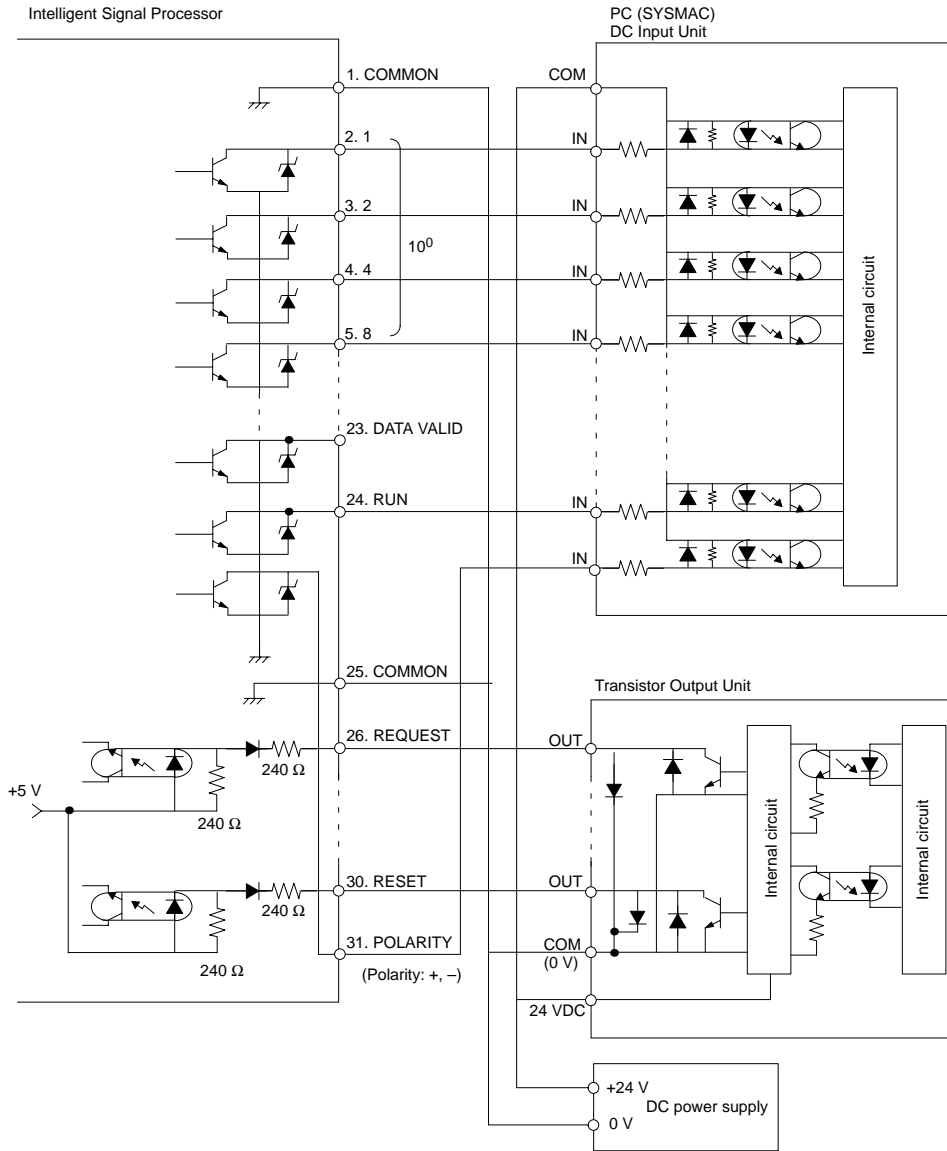 Intelligent Signal Processor
PC (SYSMAC)
DC Input Unit
1. COMMON
COM
2. 1
IN
3. 2
IN
10⁰
4. 4
IN
5. 8
IN
Internal circuit
23. DATA VALID
24. RUN
IN
IN
25. COMMON
Transistor Output Unit
26. REQUEST
OUT
240 Ω
+5 V
240 Ω
Internal circuit
Internal circuit
30. RESET
OUT
240 Ω
31. POLARITY
COM
(0 V)
240 Ω
(Polarity: +, –)
24 VDC
+24 V
DC power supply
0 V